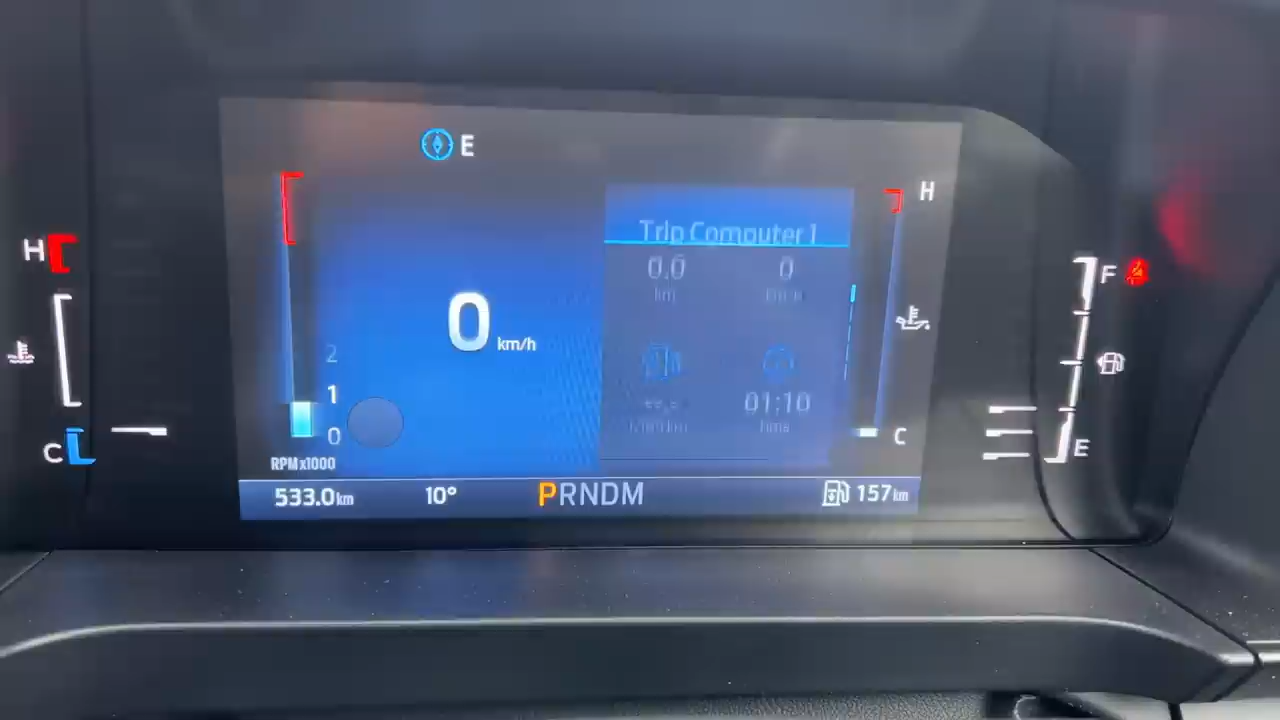 E
H
Trip Computer 1
H
F
0.0
0
km
2
0 km/h
1
01:10
C
0
C
E
RPMx1000
533.0km
10°
PRNDM
157km